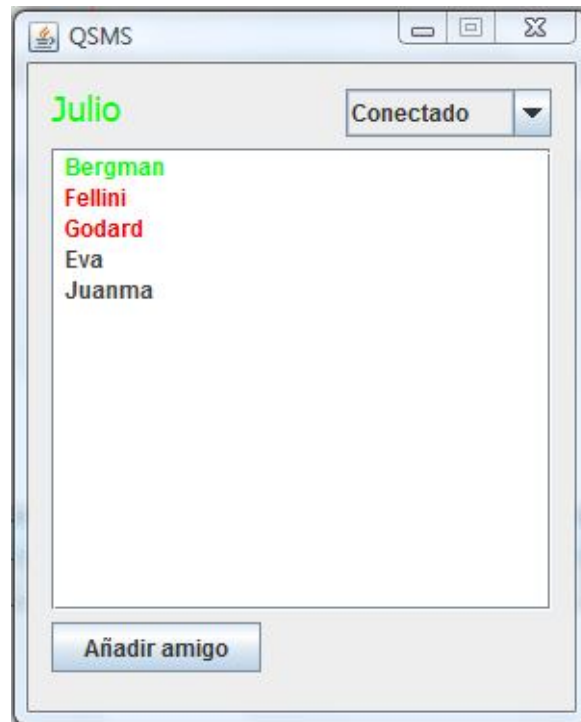 QSMS
Julio
Conectado
Bergman
Fellini
Godard
Eva
Juanma
Añadir amigo